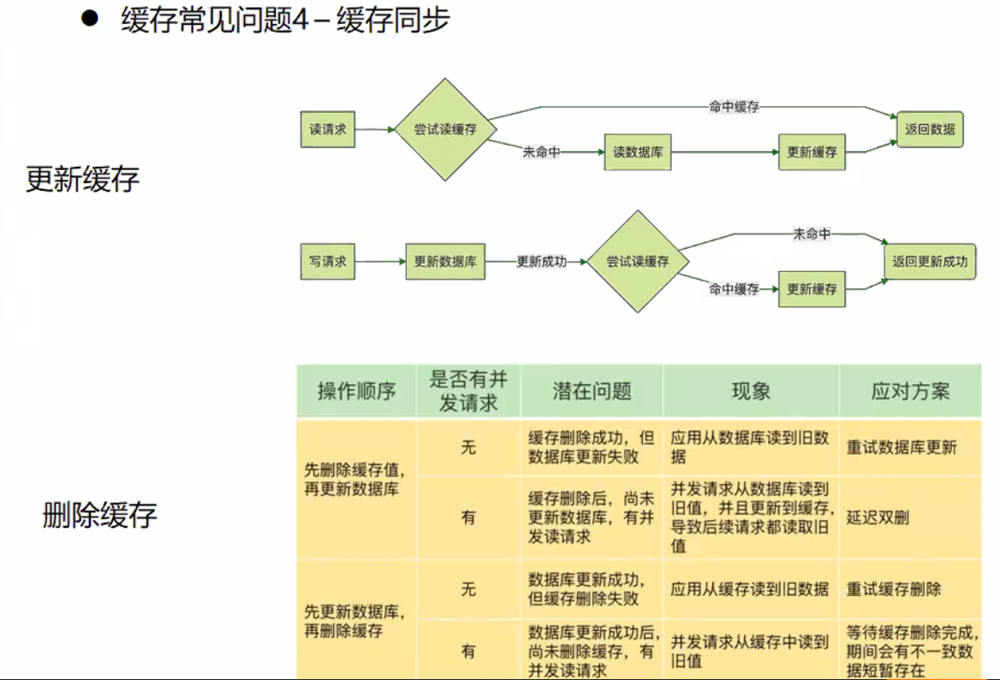 ● 缓存常见问题4 – 缓存同步
更新缓存
读请求
尝试读缓存
命中缓存
未命中
读数据库
更新缓存
返回数据
写请求
更新数据库
更新成功
尝试读缓存
未命中
命中缓存
更新缓存
返回更新成功
删除缓存
操作顺序
是否有并
发请求
潜在问题
现象
应对方案
先删除缓存值，
再更新数据库
无
缓存删除成功，但
数据库更新失败
应用从数据库读到旧数
据
重试数据库更新
有
缓存删除后，尚未
更新数据库，有并
发读请求
并发请求从数据库读到
旧值，并且更新到缓存，
导致后续请求都读取旧
值
延迟双删
先更新数据库，
再删除缓存
无
数据库更新成功，
但缓存删除失败
应用从缓存读到旧数据
重试缓存删除
有
数据库更新成功后，
尚未删除缓存，有
并发读请求
并发请求从缓存中读到
旧值
等待缓存删除完成，
期间会有不一致数
据短暂存在